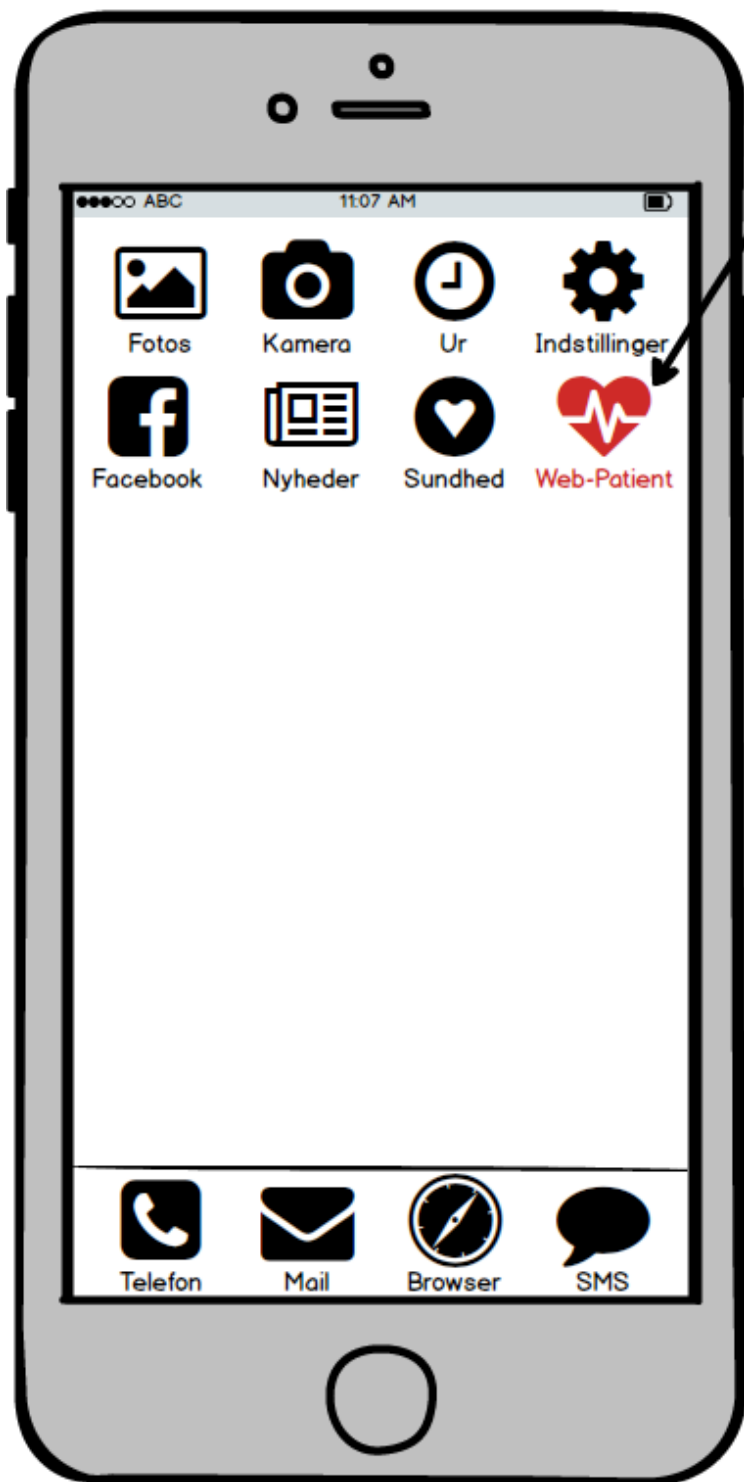 ABC 11:07 AM
Fotos Kamera Ur Indstillinger
Facebook Nyheder Sundhed Web-Patient
Telefon Mail Browser SMS